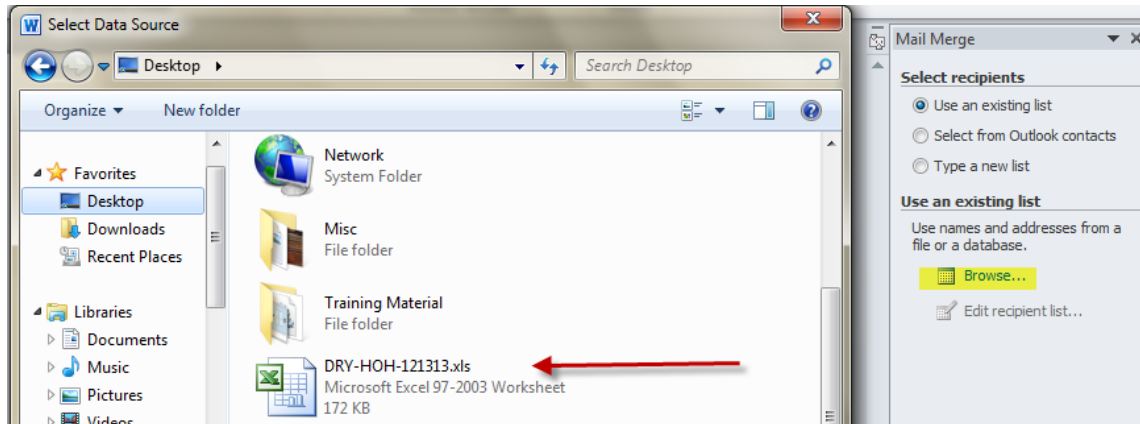 Select Data Source
Desktop
Search Desktop
Organize
New folder
Favorites
Desktop
Downloads
Recent Places
Libraries
Documents
Music
Pictures
Videos
Network
System Folder
Misc
File folder
Training Material
File folder
DRY-HOH-121313.xls
Microsoft Excel 97-2003 Worksheet
172 KB
Mail Merge
Select recipients
Use an existing list
Select from Outlook contacts
Type a new list
Use an existing list
Use names and addresses from a
file or a database.
Browse...
Edit recipient list...